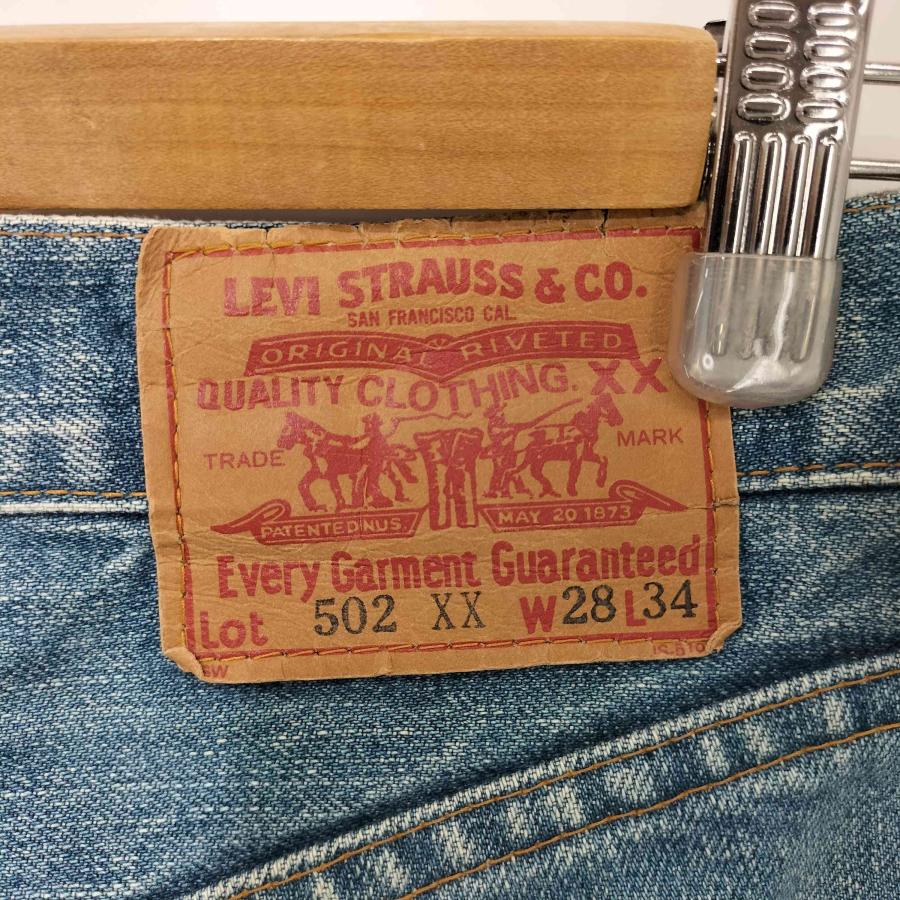 LEVI STRAUSS & CO.
SAN FRANCISCO CAL.
ORIGINAL RIVETED
QUALITY CLOTHING. XX
TRADE MARK
PATENTED IN U.S. MAY 20 1873
Every Garment Guaranteed
Lot 502 XX W28 L34